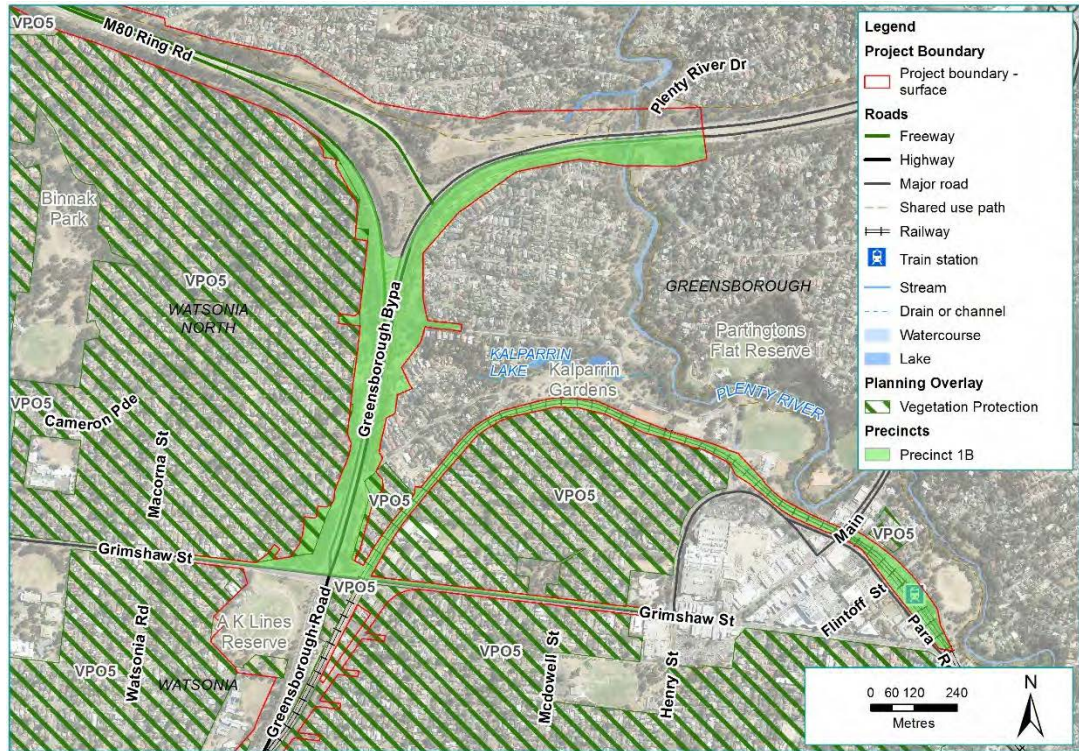 VPO5
M80 Ring Rd
Plenty River Dr
Binnak
Park
VPO5
WATSONIA
NORTH
Greensborough Bypa
GREENSBOROUGH
Partingtons
Flat Reserve
KALPARRIN
LAKE
Kalparrin
Gardens
PLENTY RIVER
VPO5
Cameron Pde
Macorna St
VPO5
VPO5
VPO5
Main
Grimshaw St
VPO5
Flintoff St
Para
A K Lines
Reserve
Grimshaw St
VPO5
Watsonia Rd
WATSONIA
Greensborough Road
VPO5
Mcdowell St
Henry St
Legend
Project Boundary
Project boundary -
surface
Roads
Freeway
Highway
Major road
Shared use path
Railway
Train station
Stream
Drain or channel
Watercourse
Lake
Planning Overlay
Vegetation Protection
Precincts
Precinct 1B
0 60 120 240
Metres
N